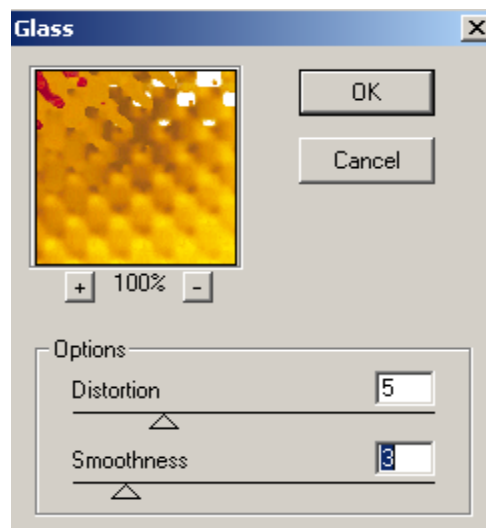 Glass
OK
Cancel
+ 100% -
Options
Distortion 5
Smoothness 3